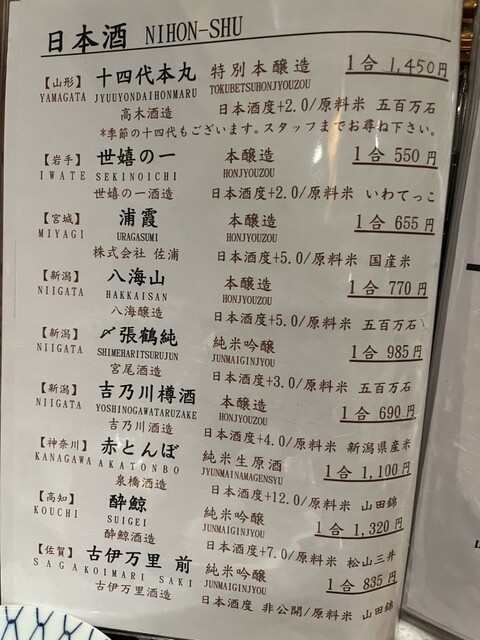 日本酒 NIHON-SHU
【山形】 十四代本丸 特別本醸造 1合 1,450円
YAMAGATA JYUUYONDAIHONMARU TOKUBETSUHONJYOUZOU
高木酒造 日本酒度+2.0/原料米 五百万石
*季節の十四代もございます。スタッフまでお尋ね下さい。
【岩手】 世嬉の一 本醸造 1合 550円
IWATE SEKINOICHI HONJYOUZOU
世嬉の一酒造 日本酒度+2.0/原料米 いわてっこ
【宮城】 浦霞 本醸造 1合 655円
MIYAGI URAGASUMI HONJYOUZOU
株式会社 佐浦 日本酒度+5.0/原料米 国産米
【新潟】 八海山 本醸造 1合 770円
NIIGATA HAKKAISAN HONJYOUZOU
八海醸造 日本酒度+5.0/原料米 五百万石
【新潟】 〆張鶴純 純米吟醸 1合 985円
NIIGATA SHIMEHARITSURUJUN JUNMAIGINJYOU
宮尾酒造 日本酒度+3.0/原料米 五百万石
【新潟】 吉乃川樽酒 本醸造 1合 690円
NIIGATA YOSHINOGAWATARUZAKE HONJYOUZOU
吉乃川酒造 日本酒度+4.0/原料米 新潟県産米
【神奈川】 赤とんぼ 純米生原酒 1合 1,100円
KANAGAWA AKATONBO JYUNMAINAMAGENSYU
泉橋酒造 日本酒度+12.0/原料米 山田錦
【高知】 酔鯨 純米吟醸 1合 1,320円
KOUCHI SUIGEI JUNMAIGINJYOU
酔鯨酒造 日本酒度+7.0/原料米 松山三井
【佐賀】 古伊万里 前 純米吟醸 1合 835円
SAGA KOIMARI SAKI JUNMAIGINJYOU
古伊万里酒造 日本酒度 非公開/原料米 山田錦